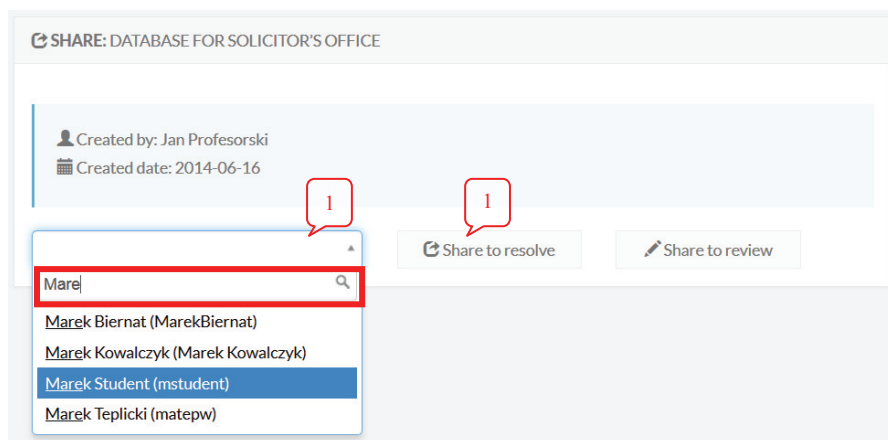 SHARE: DATABASE FOR SOLICITOR'S OFFICE
Created by: Jan Profesorski
Created date: 2014-06-16
1
1
Share to resolve
Share to review
Mare
Marek Biernat (MarekBiernat)
Marek Kowalczyk (Marek Kowalczyk)
Marek Student (mstudent)
Marek Teplicki (matepw)